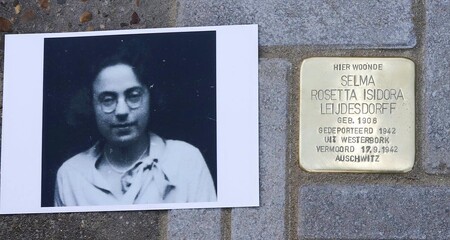 HIER WOONDE
SELMA
ROSETTA ISIDORA
LEIJDESDORFF
GEB. 1908
GEDEPORTEERD 1942
UIT WESTERBORK
VERMOORD 17.9.1942
AUSCHWITZ